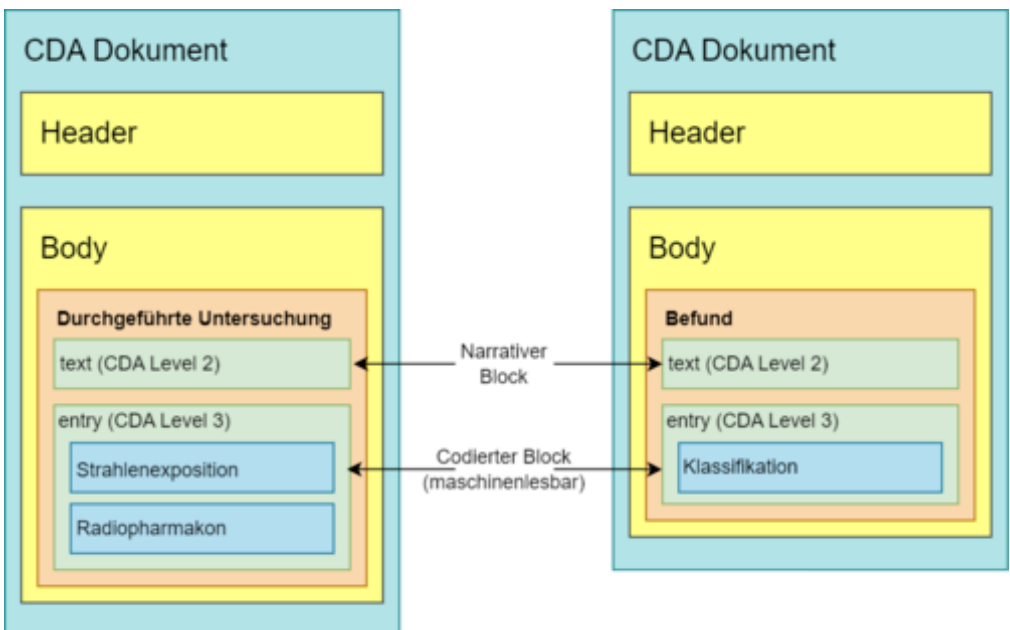 CDA Dokument
Header
Body
Durchgeführte Untersuchung
text (CDA Level 2)
entry (CDA Level 3)
Strahlenexposition
Radiopharmakon
Narrativer
Block
Codierter Block
(maschinenlesbar)
CDA Dokument
Header
Body
Befund
text (CDA Level 2)
entry (CDA Level 3)
Klassifikation